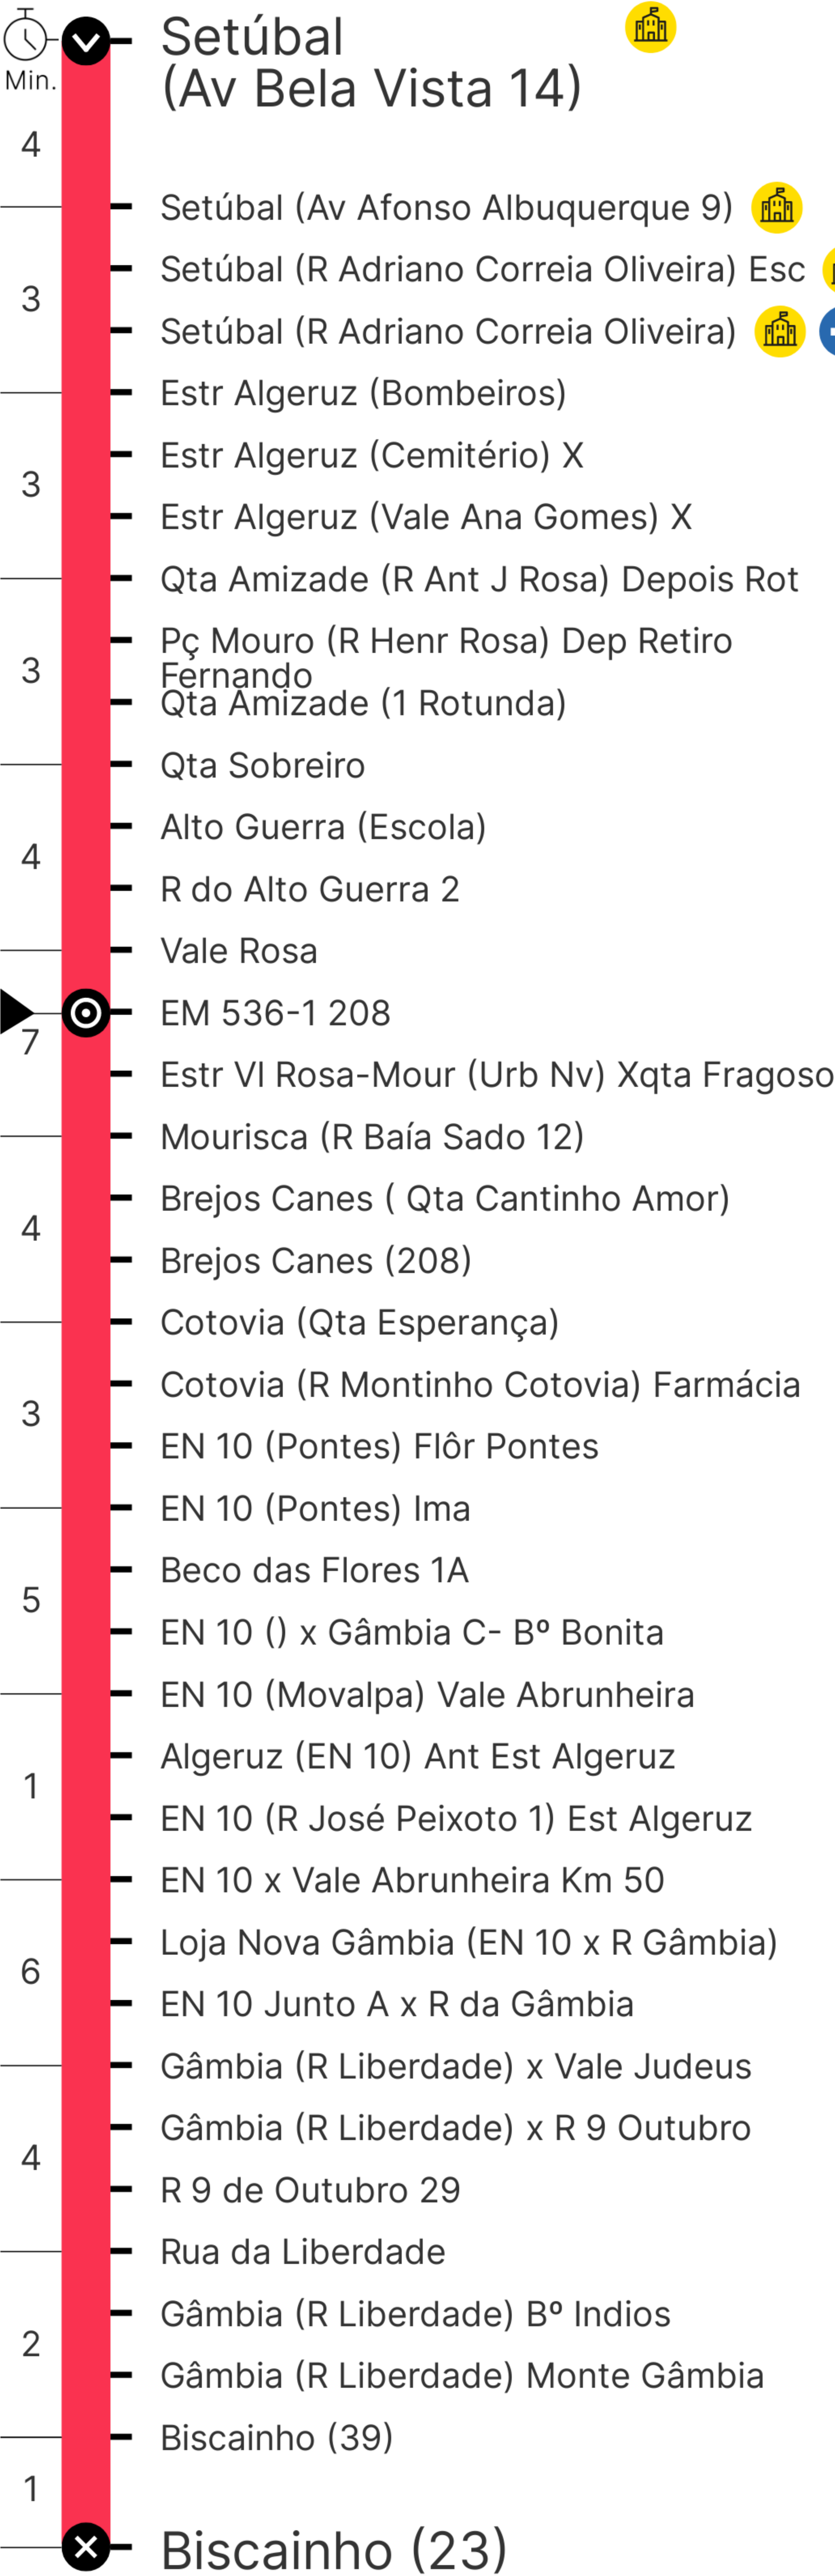 Setúbal
(Av Bela Vista 14)
Min.
4
Setúbal (Av Afonso Albuquerque 9)
Setúbal (R Adriano Correia Oliveira) Esc
3
Setúbal (R Adriano Correia Oliveira)
Estr Algeruz (Bombeiros)
Estr Algeruz (Cemitério) X
3
Estr Algeruz (Vale Ana Gomes) X
Qta Amizade (R Ant J Rosa) Depois Rot
Pç Mouro (R Henr Rosa) Dep Retiro
Fernando
3
Qta Amizade (1 Rotunda)
Qta Sobreiro
Alto Guerra (Escola)
4
R do Alto Guerra 2
Vale Rosa
EM 536-1 208
7
Estr Vl Rosa-Mour (Urb Nv) Xqta Fragoso
Mourisca (R Baía Sado 12)
Brejos Canes ( Qta Cantinho Amor)
4
Brejos Canes (208)
Cotovia (Qta Esperança)
Cotovia (R Montinho Cotovia) Farmácia
3
EN 10 (Pontes) Flôr Pontes
EN 10 (Pontes) Ima
Beco das Flores 1A
5
EN 10 () x Gâmbia C- Bº Bonita
EN 10 (Movalpa) Vale Abrunheira
Algeruz (EN 10) Ant Est Algeruz
1
EN 10 (R José Peixoto 1) Est Algeruz
EN 10 x Vale Abrunheira Km 50
Loja Nova Gâmbia (EN 10 x R Gâmbia)
6
EN 10 Junto A x R da Gâmbia
Gâmbia (R Liberdade) x Vale Judeus
Gâmbia (R Liberdade) x R 9 Outubro
4
R 9 de Outubro 29
Rua da Liberdade
Gâmbia (R Liberdade) Bº Indios
2
Gâmbia (R Liberdade) Monte Gâmbia
Biscainho (39)
1
Biscainho (23)